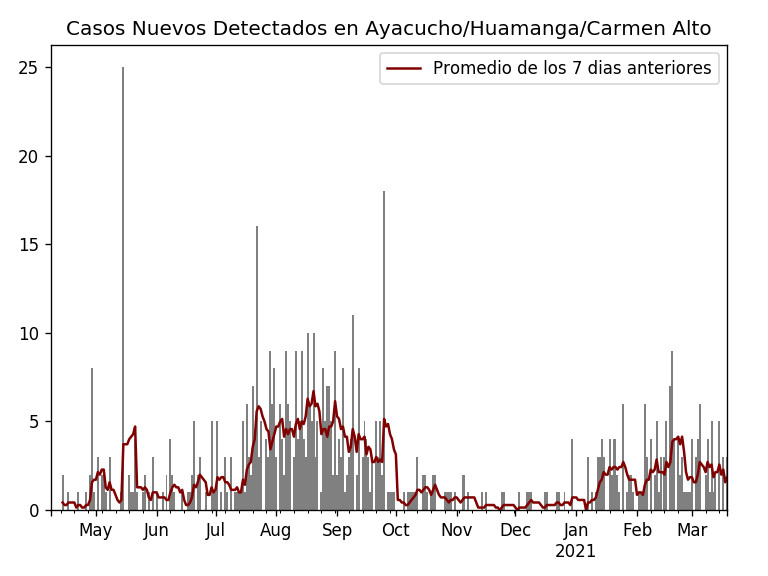 Casos Nuevos Detectados en Ayacucho/Huamanga/Carmen Alto
Promedio de los 7 dias anteriores
25
20
15
10
5
0
May Jun Jul Aug Sep Oct Nov Dec Jan Feb Mar
2021